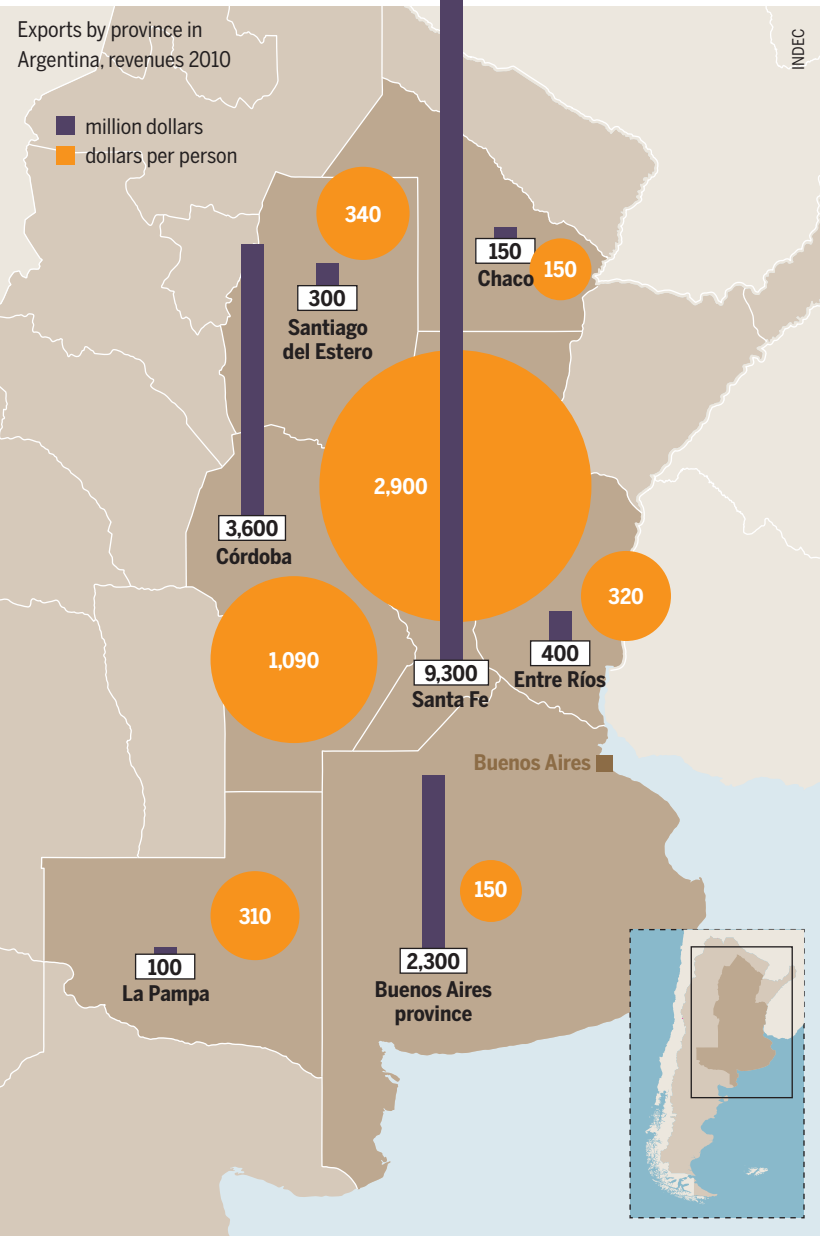 Exports by province in
Argentina, revenues 2010
INDEC
million dollars
dollars per person
340
150
Chaco
150
300
Santiago
del Estero
2,900
3,600
Córdoba
320
1,090
400
Entre Ríos
9,300
Santa Fe
Buenos Aires
310
150
100
La Pampa
2,300
Buenos Aires
province